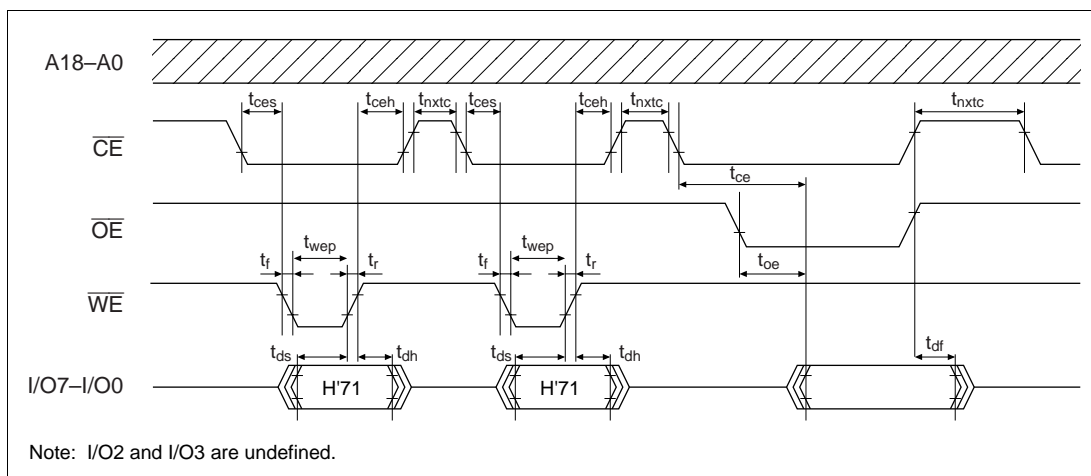 A18–A0
tces tceh tnxtc tces tceh tnxtc tnxtc
CE
tce
OE
twep twep
tf tr tf tr toe
WE
tds tdh tds tdh tdf
I/O7–I/O0 H'71 H'71
Note: I/O2 and I/O3 are undefined.